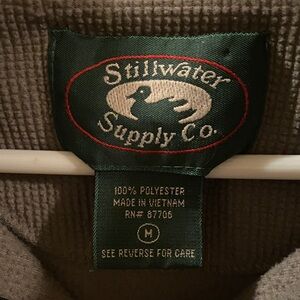 Stillwater
Supply Co.
100% POLYESTER
MADE IN VIETNAM
RN# 87706
M
SEE REVERSE FOR CARE